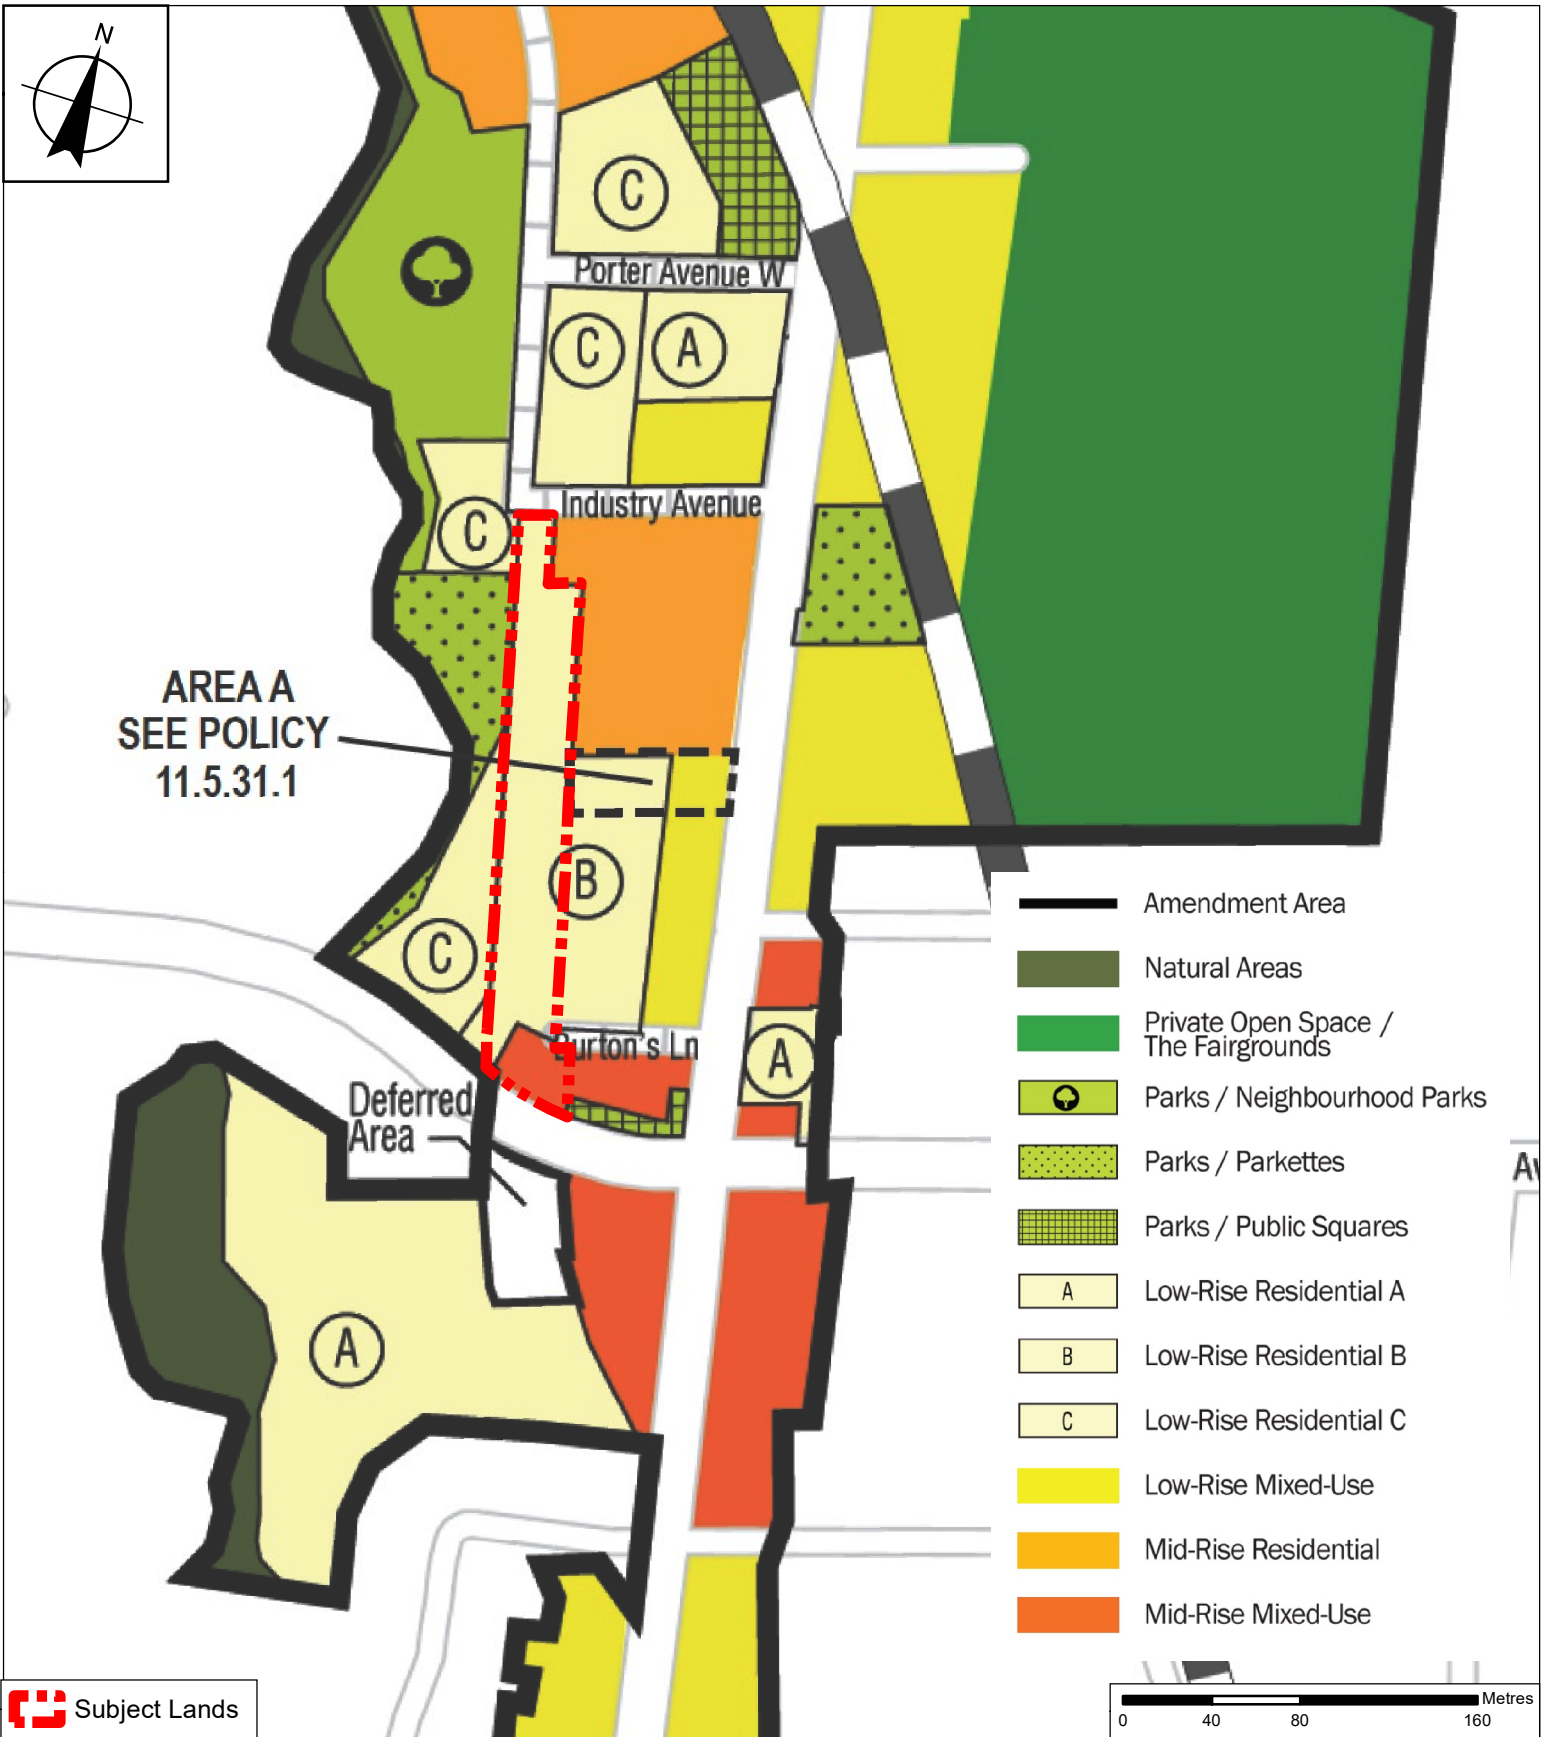 N
C
Porter Avenue W
C
A
Industry Avenue
C
AREA A
SEE POLICY
11.5.31.1
B
C
Burton's Ln
A
Deferred
Area
A
Amendment Area
Natural Areas
Private Open Space /
The Fairgrounds
Parks / Neighbourhood Parks
Parks / Parkettes
Parks / Public Squares
A Low-Rise Residential A
B Low-Rise Residential B
C Low-Rise Residential C
Low-Rise Mixed-Use
Mid-Rise Residential
Mid-Rise Mixed-Use
Subject Lands
Metres
0 40 80 160